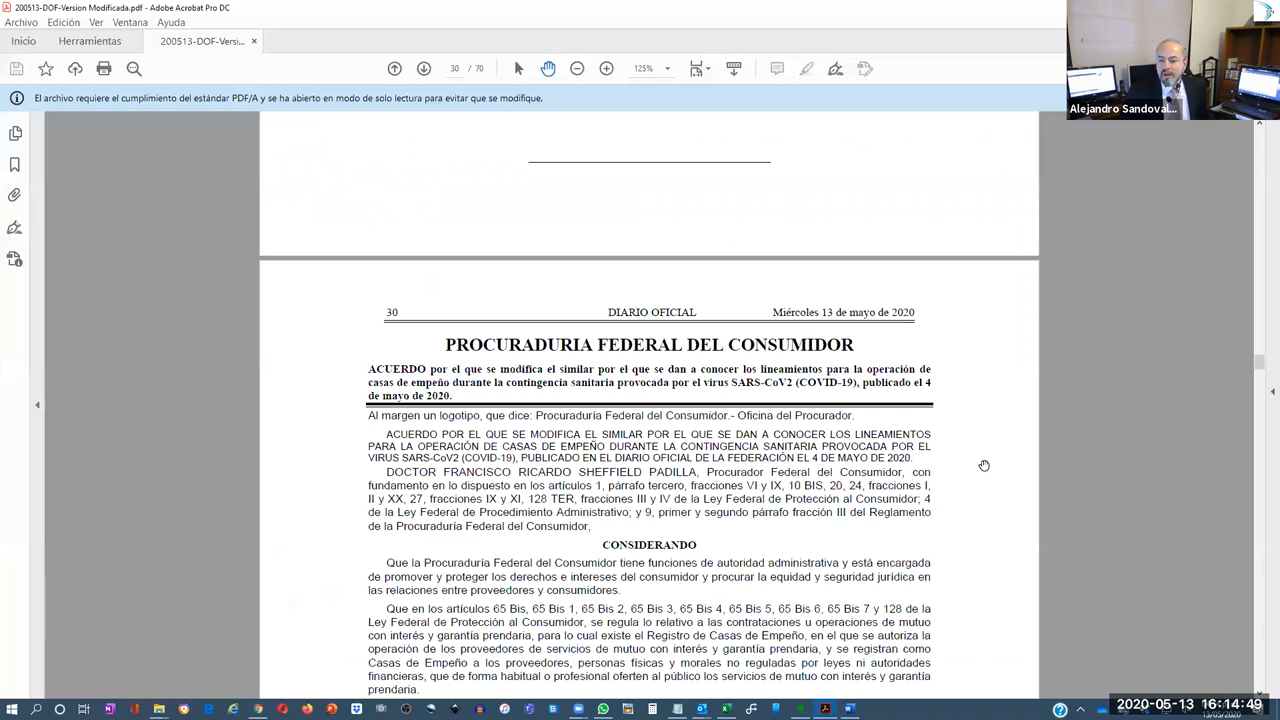 200513-DOF-Version Modificada.pdf - Adobe Acrobat Pro DC
Archivo Edición Ver Ventana Ayuda
Inicio Herramientas 200513-DOF-Versi... ×
30 70 125%
El archivo requiere el cumplimiento del estándar PDF/A y se ha abierto en modo de solo lectura para evitar que se modifique.
Alejandro Sandoval...
30 DIARIO OFICIAL Miércoles 13 de mayo de 2020
PROCURADURIA FEDERAL DEL CONSUMIDOR
ACUERDO por el que se modifica el similar por el que se dan a conocer los lineamientos para la operación de
casas de empeño durante la contingencia sanitaria provocada por el virus SARS-CoV2 (COVID-19), publicado el 4
de mayo de 2020.
Al margen un logotipo, que dice: Procuraduría Federal del Consumidor.- Oficina del Procurador.
ACUERDO POR EL QUE SE MODIFICA EL SIMILAR POR EL QUE SE DAN A CONOCER LOS LINEAMIENTOS
PARA LA OPERACIÓN DE CASAS DE EMPEÑO DURANTE LA CONTINGENCIA SANITARIA PROVOCADA POR EL
VIRUS SARS-CoV2 (COVID-19), PUBLICADO EN EL DIARIO OFICIAL DE LA FEDERACIÓN EL 4 DE MAYO DE 2020.
DOCTOR FRANCISCO RICARDO SHEFFIELD PADILLA, Procurador Federal del Consumidor, con
fundamento en lo dispuesto en los artículos 1, párrafo tercero, fracciones VI y IX, 10 BIS, 20, 24, fracciones I,
II y XX, 27, fracciones IX y XI, 128 TER, fracciones III y IV de la Ley Federal de Protección al Consumidor; 4
de la Ley Federal de Procedimiento Administrativo; y 9, primer y segundo párrafo fracción III del Reglamento
de la Procuraduría Federal del Consumidor,
CONSIDERANDO
Que la Procuraduría Federal del Consumidor tiene funciones de autoridad administrativa y está encargada
de promover y proteger los derechos e intereses del consumidor y procurar la equidad y seguridad jurídica en
las relaciones entre proveedores y consumidores.
Que en los artículos 65 Bis, 65 Bis 1, 65 Bis 2, 65 Bis 3, 65 Bis 4, 65 Bis 5, 65 Bis 6, 65 Bis 7 y 128 de la
Ley Federal de Protección al Consumidor, se regula lo relativo a las contrataciones u operaciones de mutuo
con interés y garantía prendaria, para lo cual existe el Registro de Casas de Empeño, en el que se autoriza la
operación de los proveedores de servicios de mutuo con interés y garantía prendaria, y se registran como
Casas de Empeño a los proveedores, personas físicas y morales no reguladas por leyes ni autoridades
financieras, que de forma habitual o profesional oferten al público los servicios de mutuo con interés y garantía
prendaria.
2020-05-13 16:14:49
13/05/2020